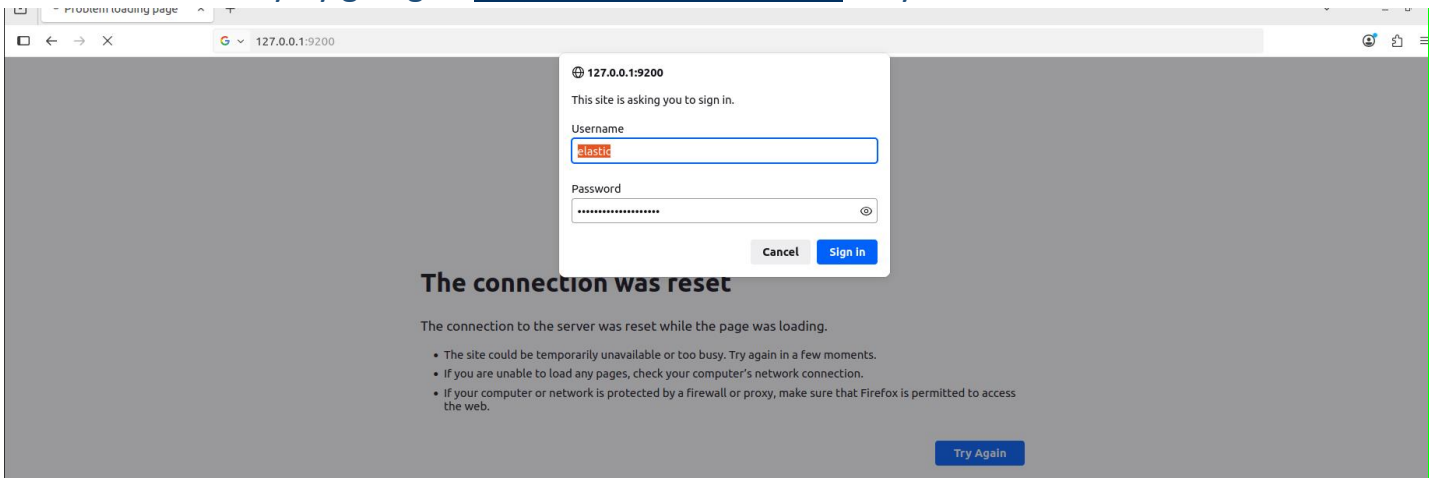 Problem loading page
127.0.0.1:9200
127.0.0.1:9200
This site is asking you to sign in.
Username
elastic
Password
Cancel Sign in
The connection was reset
The connection to the server was reset while the page was loading.
• The site could be temporarily unavailable or too busy. Try again in a few moments.
• If you are unable to load any pages, check your computer's network connection.
• If your computer or network is protected by a firewall or proxy, make sure that Firefox is permitted to access
the web.
Try Again